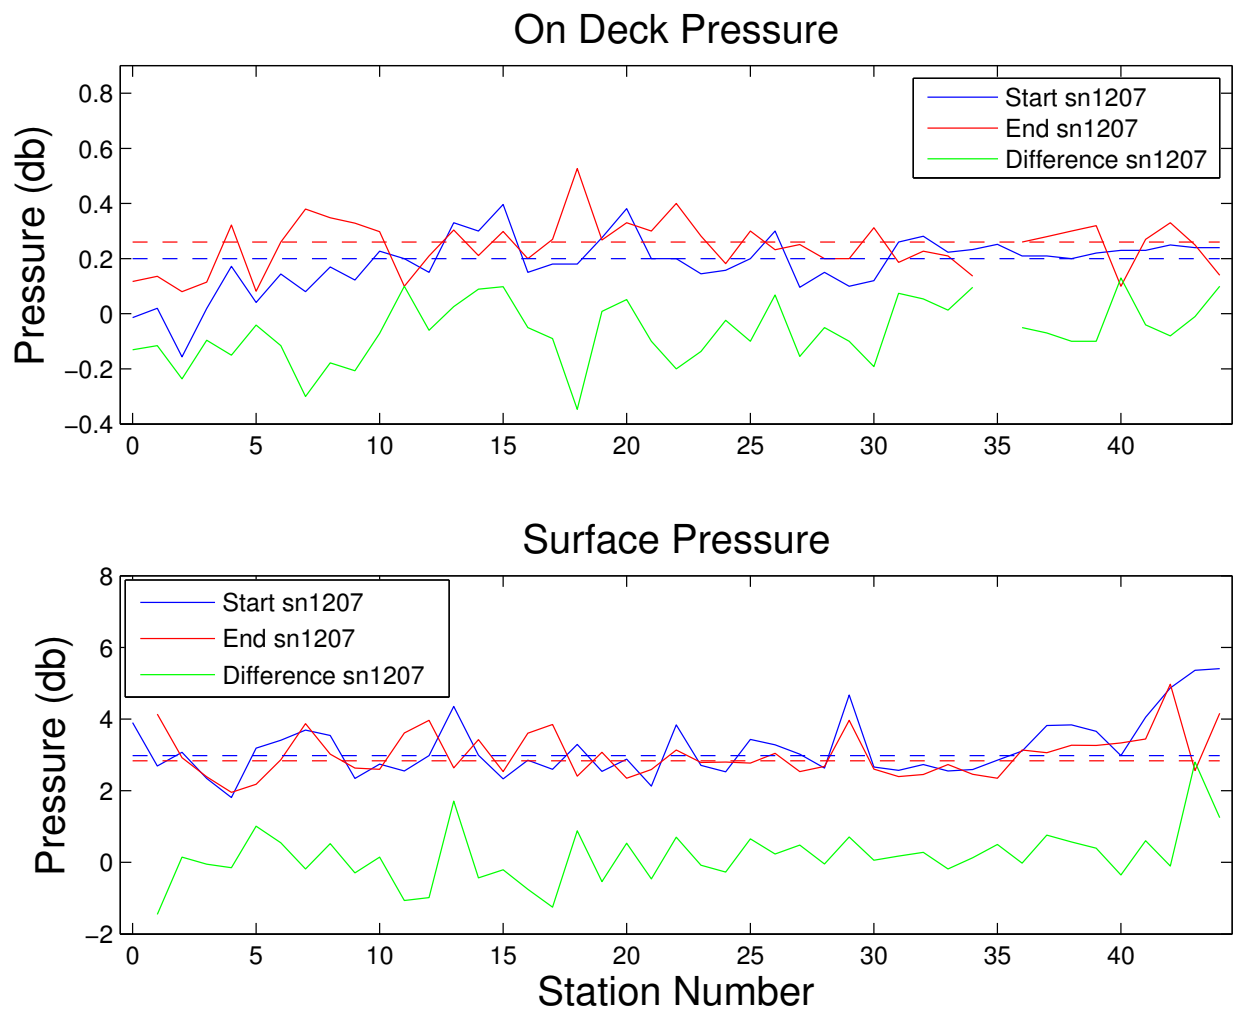 On Deck Pressure
Pressure (db)
0.8
0.6
0.4
0.2
0
−0.2
−0.4
Start sn1207
End sn1207
Difference sn1207
0 5 10 15 20 25 30 35 40
Surface Pressure
Pressure (db)
8
6
4
2
0
−2
Start sn1207
End sn1207
Difference sn1207
0 5 10 15 20 25 30 35 40
Station Number